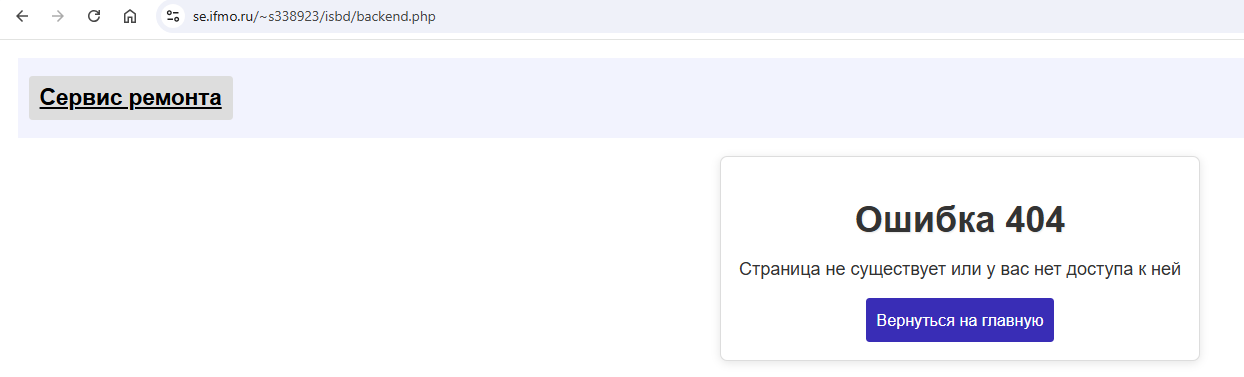 se.ifmo.ru/~s338923/isbd/backend.php
Сервис ремонта
Ошибка 404
Страница не существует или у вас нет доступа к ней
Вернуться на главную